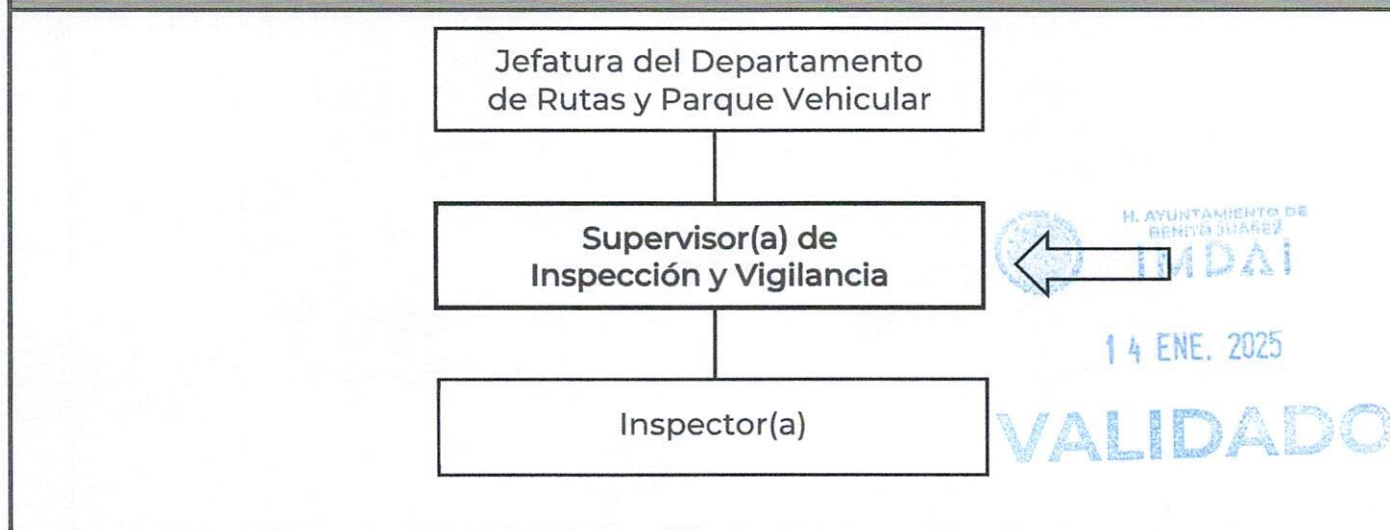 Jefatura del Departamento
de Rutas y Parque Vehicular
Supervisor(a) de
Inspección y Vigilancia
H. AYUNTAMIENTO DE
BENITO JUÁREZ
IMDAI
14 ENE. 2025
Inspector(a)
VALIDADO